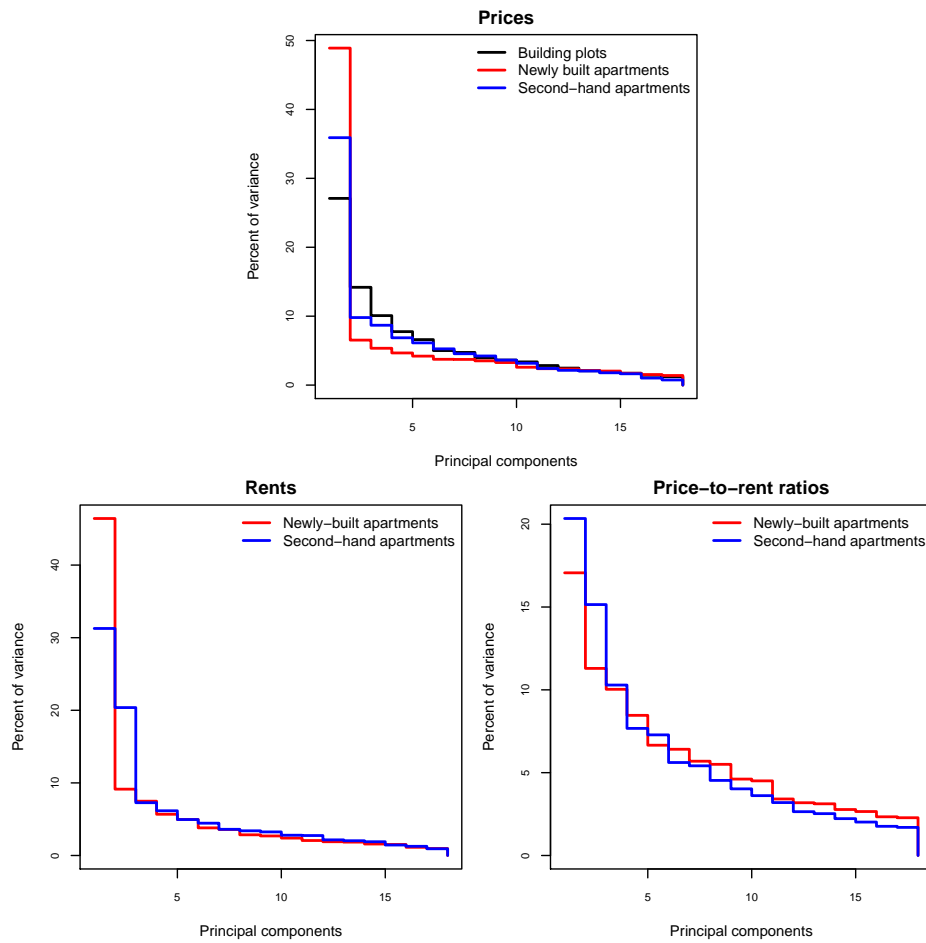 Prices
Building plots
Newly built apartments
Second−hand apartments
Percent of variance
50
40
30
20
10
0
5 10 15
Principal components
Rents
Newly−built apartments
Second−hand apartments
Percent of variance
40
30
20
10
0
5 10 15
Principal components
Price−to−rent ratios
Newly−built apartments
Second−hand apartments
Percent of variance
20
15
10
5
0
5 10 15
Principal components